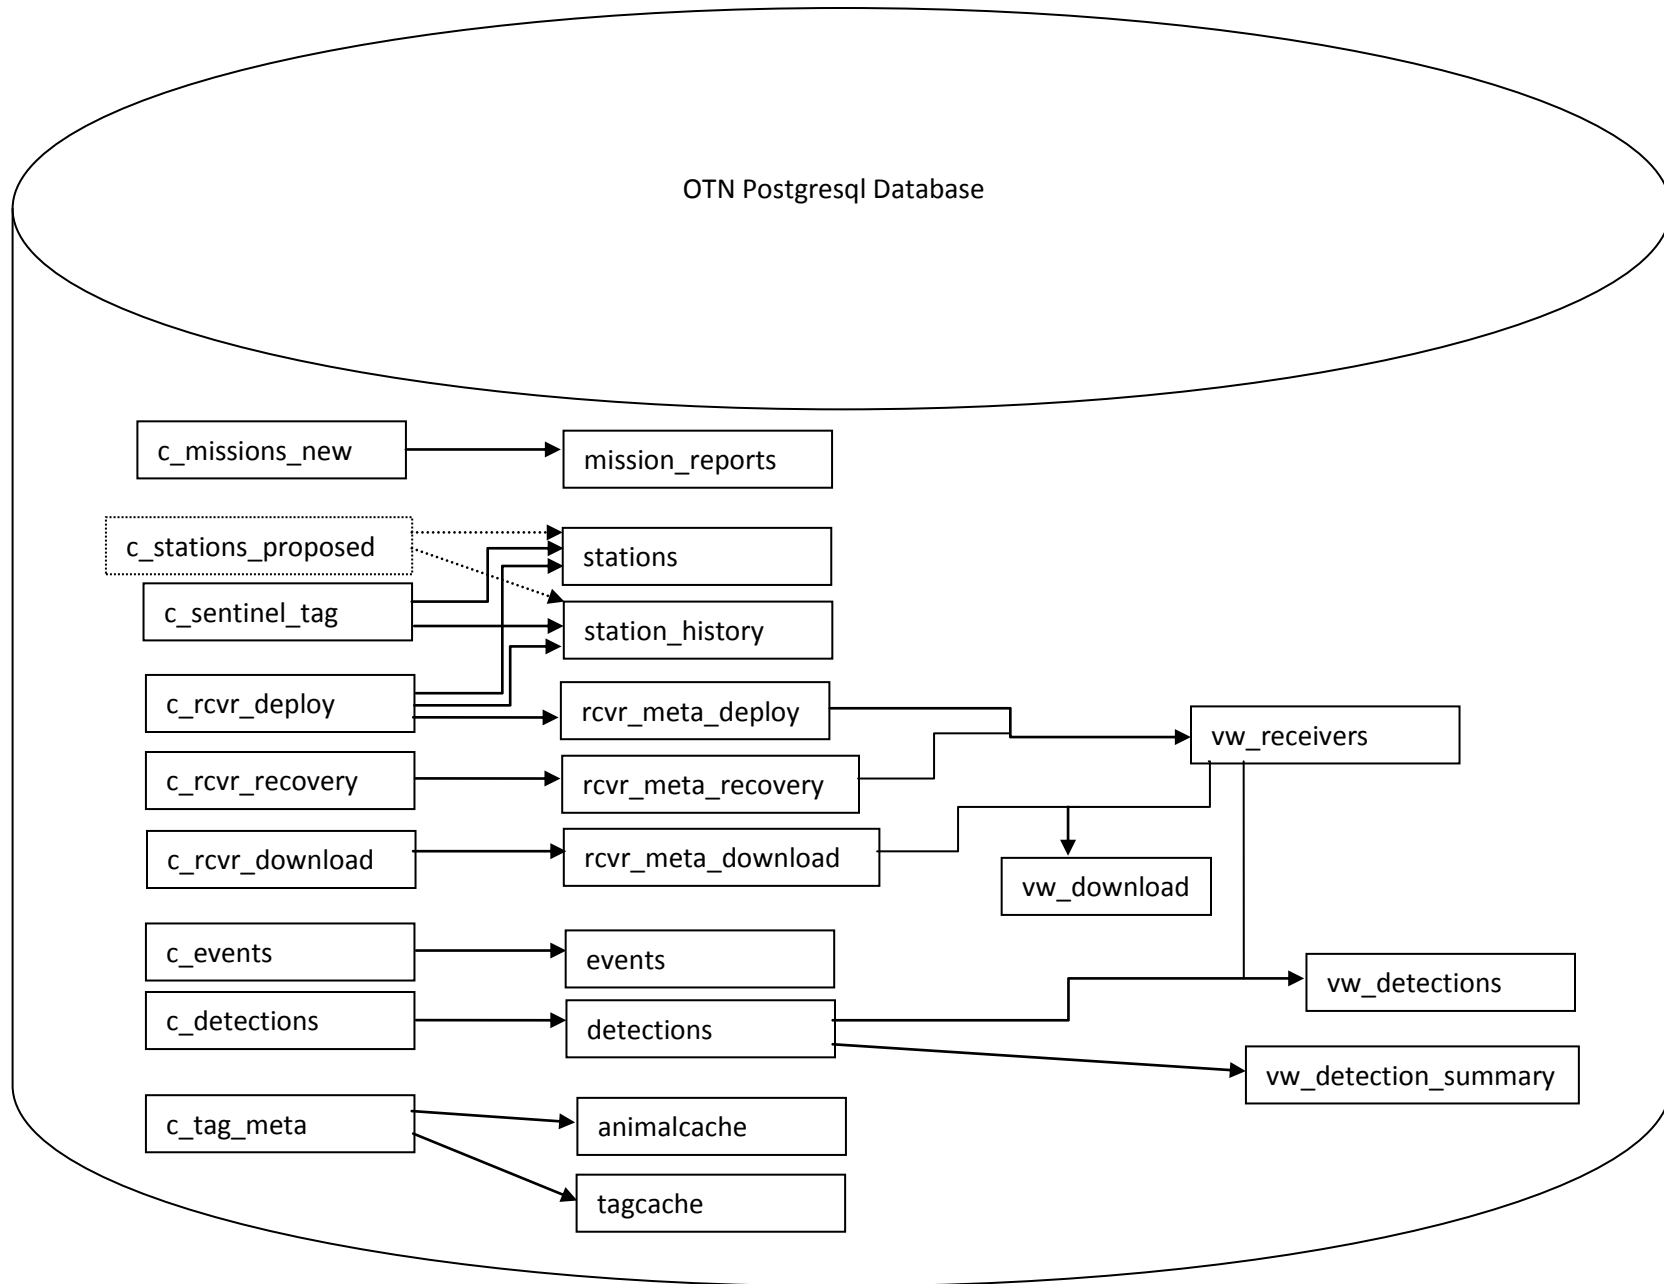 OTN Postgresql Database
c_missions_new
mission_reports
c_stations_proposed
stations
c_sentinel_tag
station_history
c_rcvr_deploy
rcvr_meta_deploy
vw_receivers
c_rcvr_recovery
rcvr_meta_recovery
c_rcvr_download
rcvr_meta_download
vw_download
c_events
events
vw_detections
c_detections
detections
vw_detection_summary
c_tag_meta
animalcache
tagcache